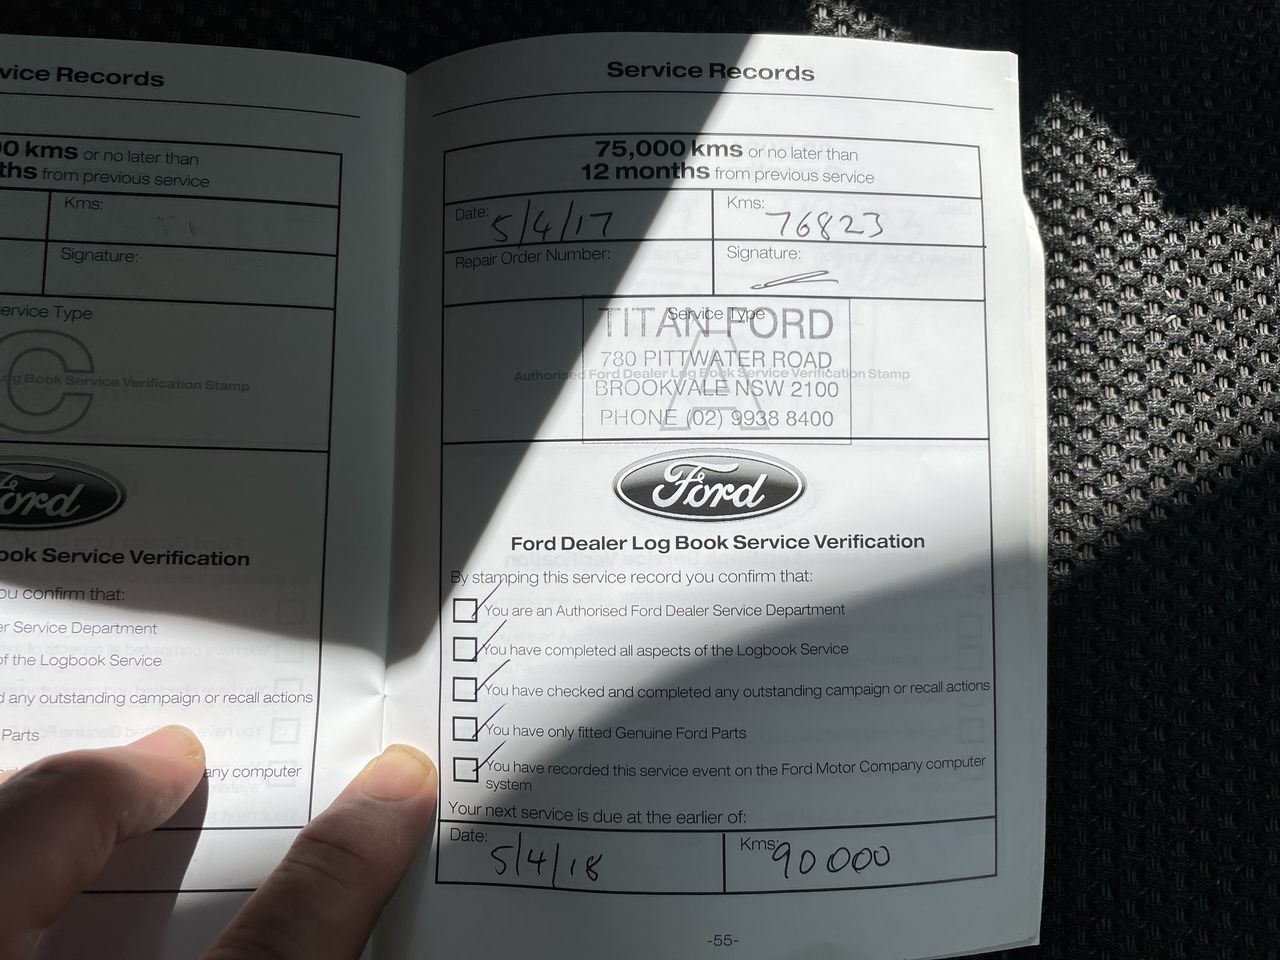 vice Records
00 kms or no later than
ths from previous service
Kms:
Signature:
ervice Type
C
og Book Service Verification Stamp
Ford
ook Service Verification
ou confirm that:
er Service Department
of the Logbook Service
d any outstanding campaign or recall actions
Parts
any computer
Service Records
75,000 kms or no later than
12 months from previous service
Date: 5/4/17
Kms: 76823
Repair Order Number:
Signature:
Service Type
A
TITAN FORD
780 PITTWATER ROAD
Authorised Ford Dealer Log Book Service Verification Stamp
BROOKVALE NSW 2100
PHONE (02) 9938 8400
Ford
Ford Dealer Log Book Service Verification
By stamping this service record you confirm that:
You are an Authorised Ford Dealer Service Department
You have completed all aspects of the Logbook Service
You have checked and completed any outstanding campaign or recall actions
You have only fitted Genuine Ford Parts
You have recorded this service event on the Ford Motor Company computer
system
Your next service is due at the earlier of:
Date: 5/4/18
Kms: 90000
-55-